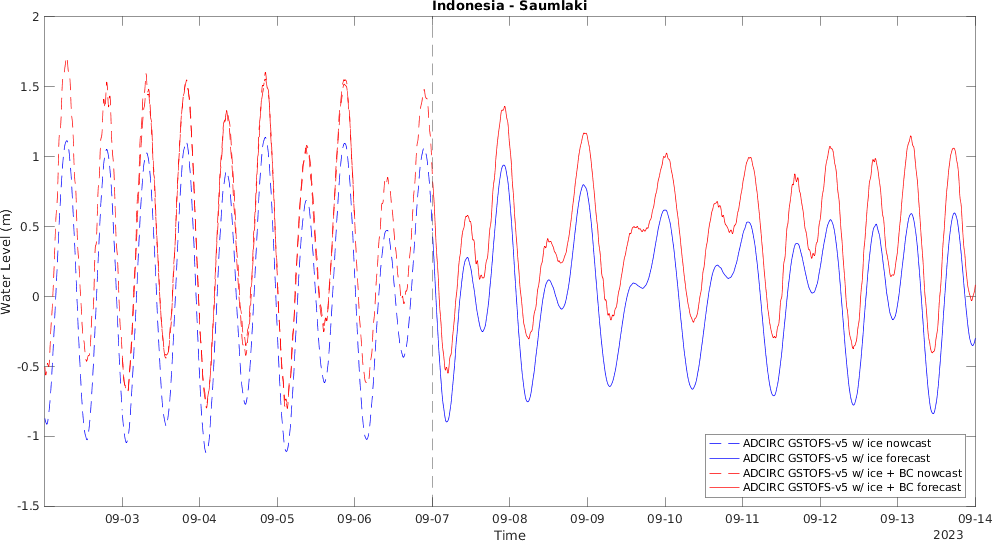 Indonesia - Saumlaki
2
1.5
1
0.5
0
-0.5
-1
-1.5
Water Level (m)
ADCIRC GSTOFS-v5 w/ ice nowcast
ADCIRC GSTOFS-v5 w/ ice forecast
ADCIRC GSTOFS-v5 w/ ice + BC nowcast
ADCIRC GSTOFS-v5 w/ ice + BC forecast
09-03 09-04 09-05 09-06 09-07 09-08 09-09 09-10 09-11 09-12 09-13 09-14
Time
2023